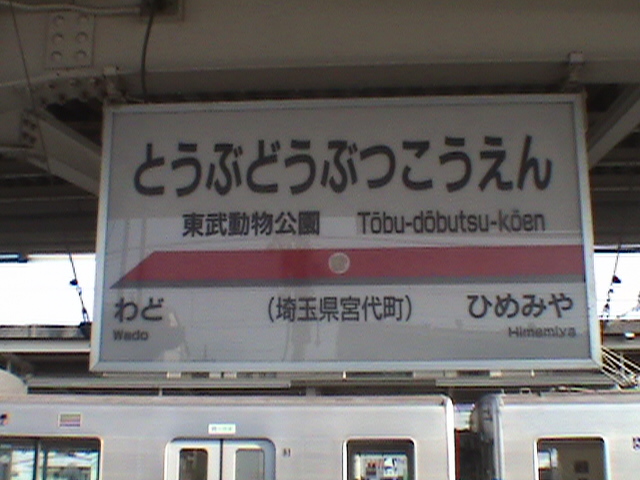 とうぶどうぶつこうえん
東武動物公園 Tōbu-dōbutsu-kōen
わど (埼玉県宮代町) ひめみや
Wado Himemiya